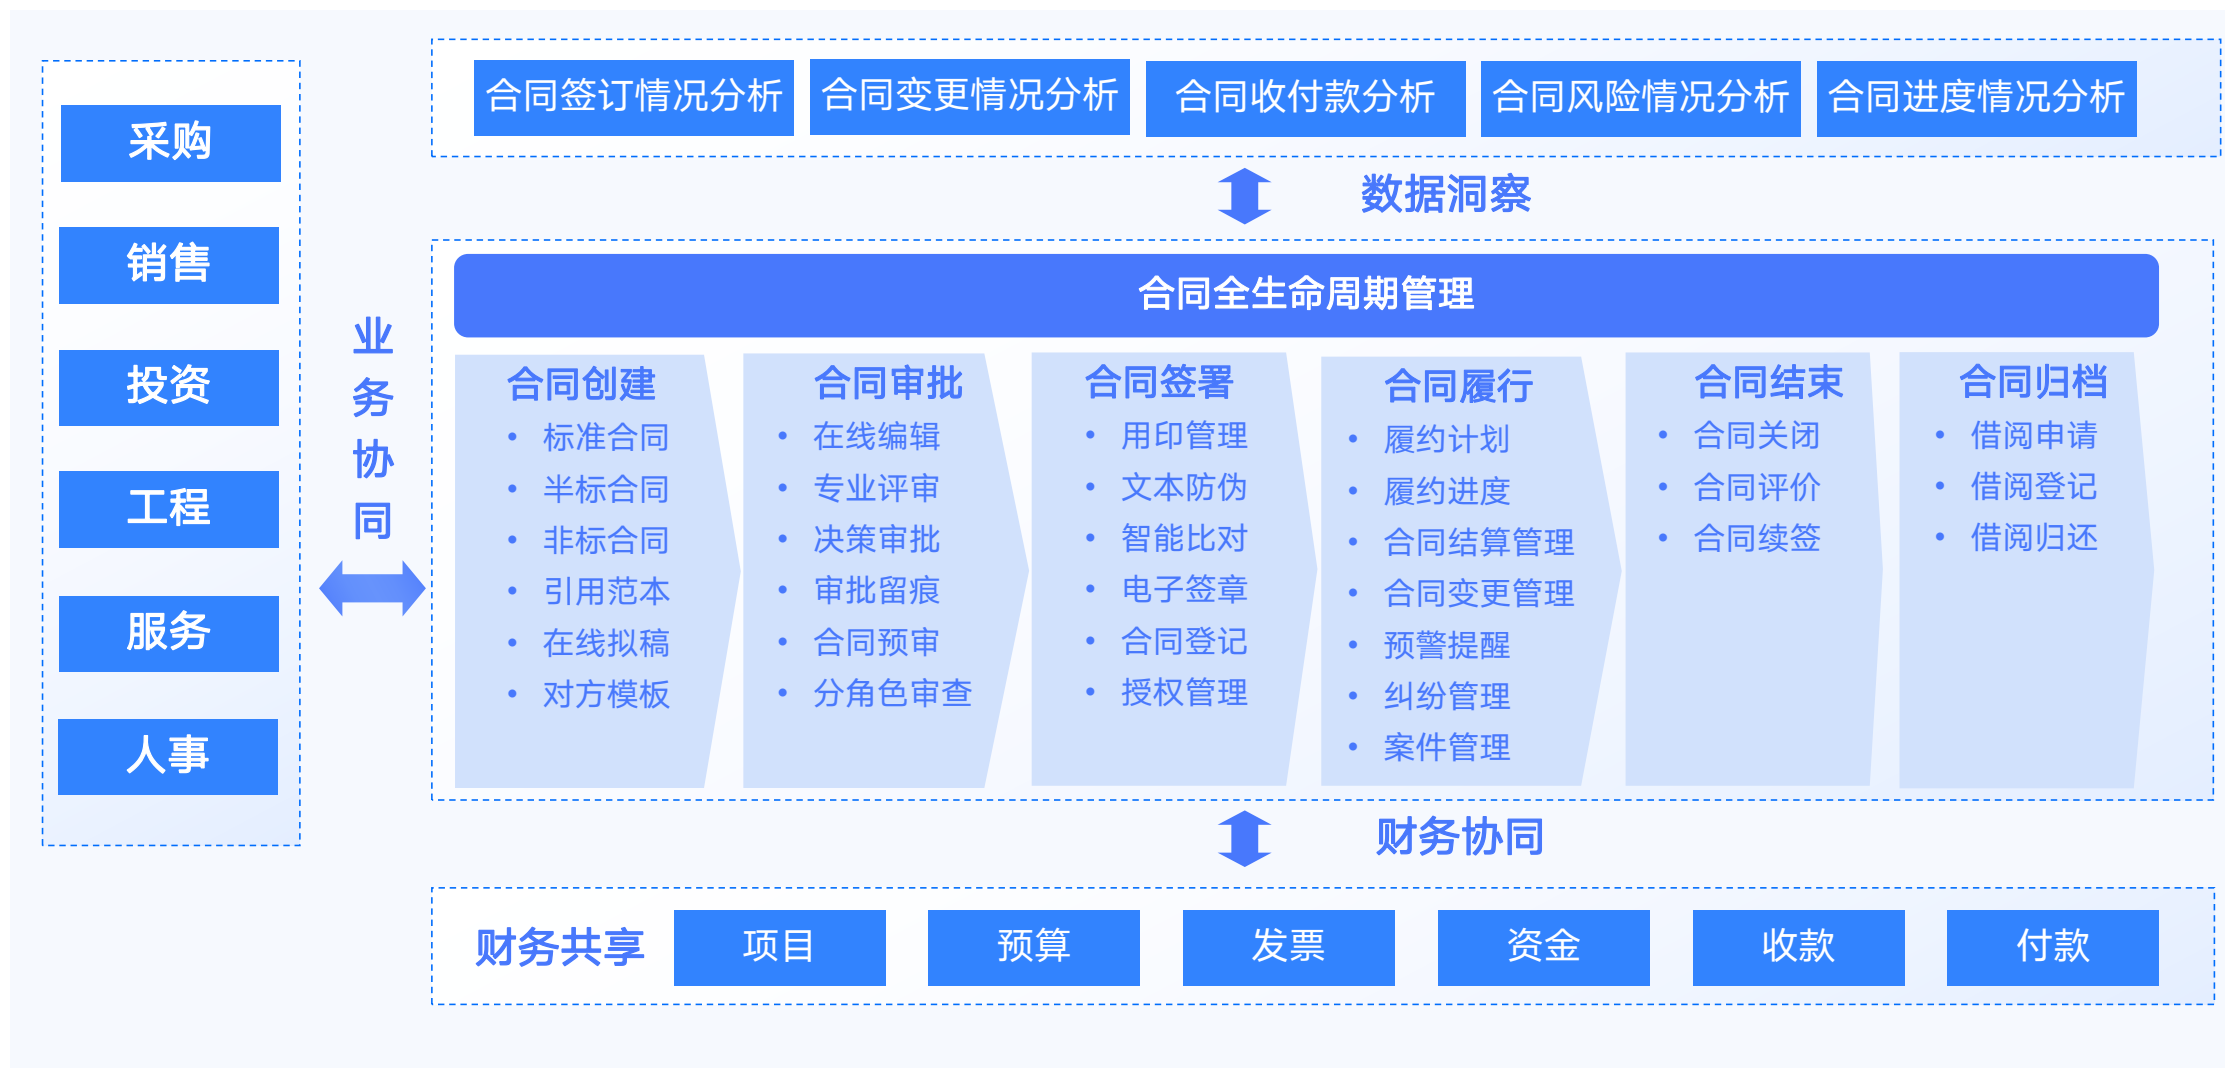 采购
销售
投资
工程
服务
人事
业
务
协
同
合同签订情况分析
合同变更情况分析
合同收付款分析
合同风险情况分析
合同进度情况分析
数据洞察
合同全生命周期管理
合同创建
• 标准合同
• 半标合同
• 非标合同
• 引用范本
• 在线拟稿
• 对方模板
合同审批
• 在线编辑
• 专业评审
• 决策审批
• 审批留痕
• 合同预审
• 分角色审查
合同签署
• 用印管理
• 文本防伪
• 智能比对
• 电子签章
• 合同登记
• 授权管理
合同履行
• 履约计划
• 履约进度
• 合同结算管理
• 合同变更管理
• 预警提醒
• 纠纷管理
• 案件管理
合同结束
• 合同关闭
• 合同评价
• 合同续签
合同归档
• 借阅申请
• 借阅登记
• 借阅归还
财务协同
财务共享
项目
预算
发票
资金
收款
付款